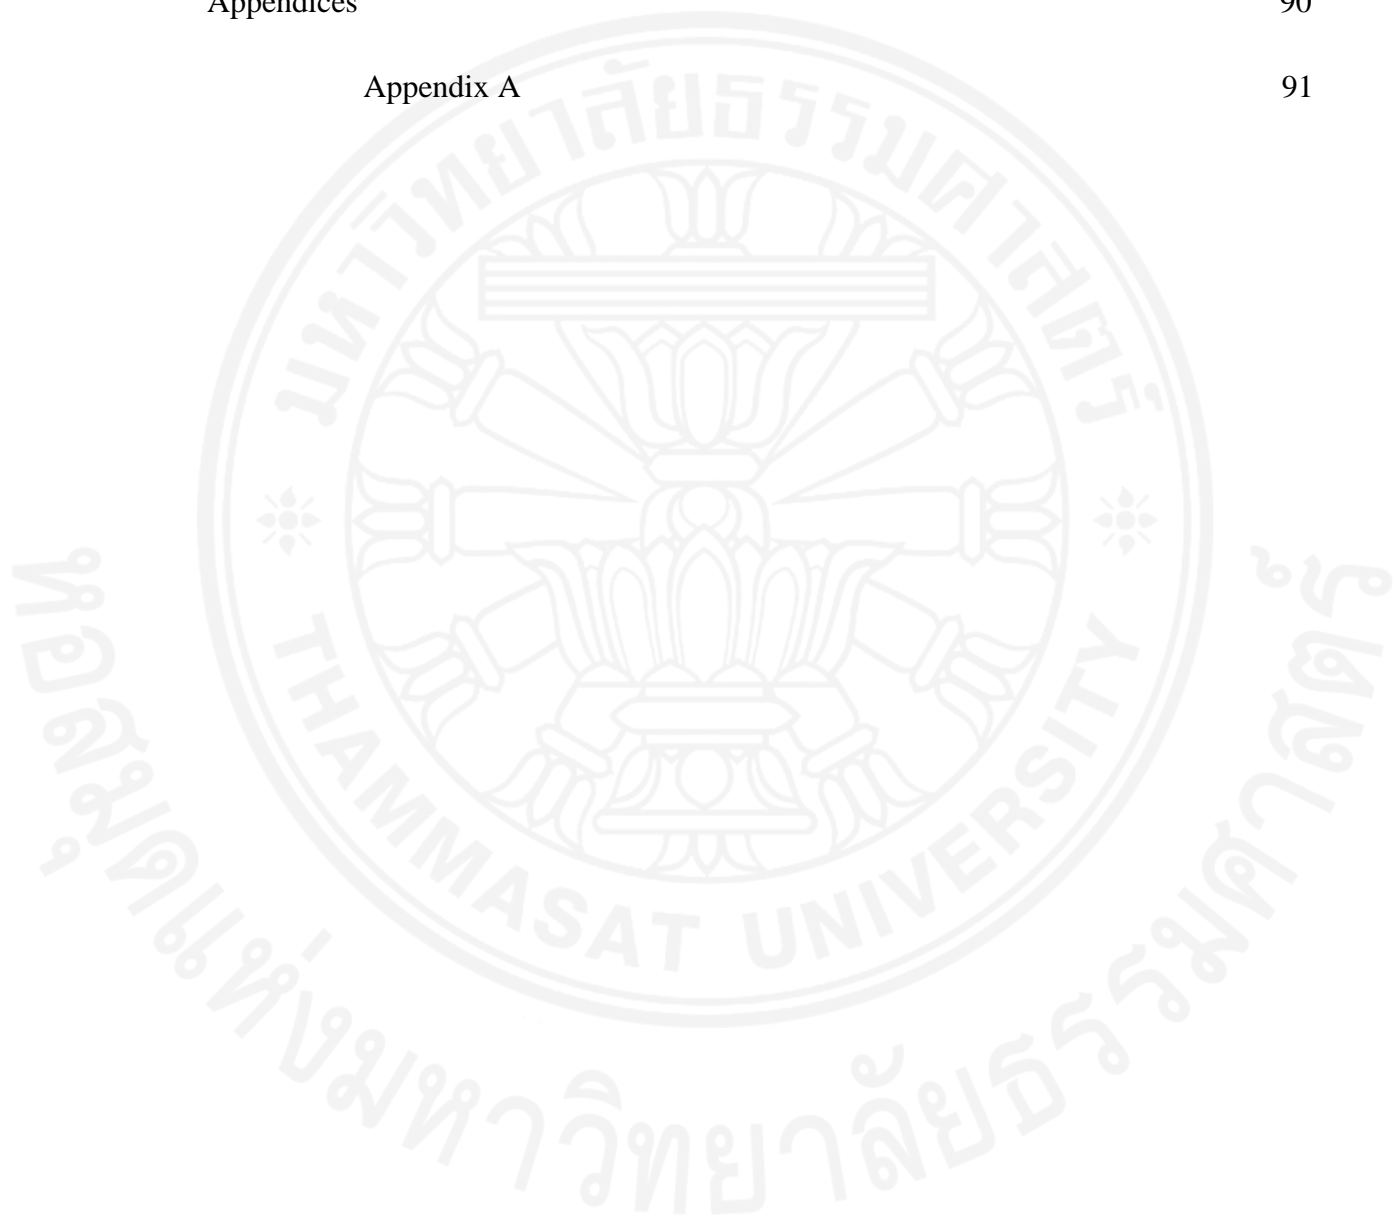 Appendices 90
Appendix A 91
มหาวิทยาลัยธรรมศาสตร์
THAMMASAT UNIVERSITY
หอสมุดแห่งมหาวิทยาลัยธรรมศาสตร์